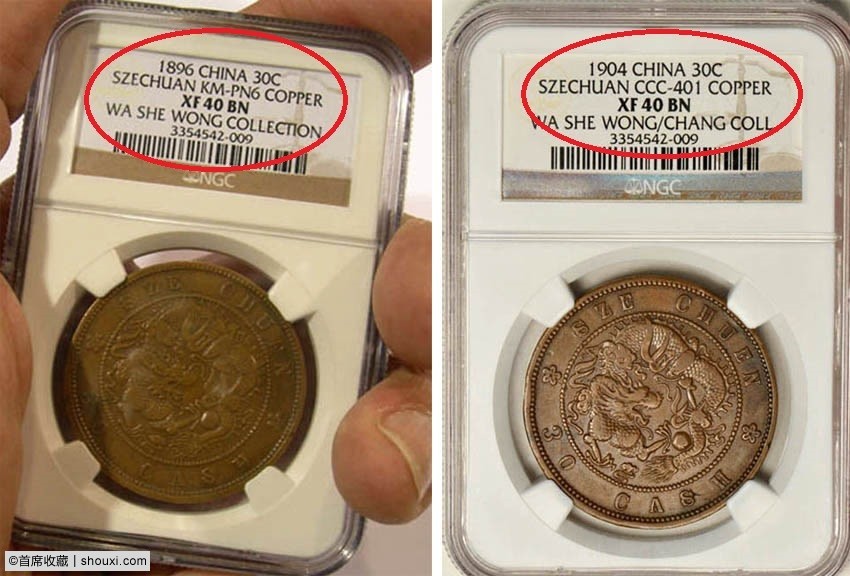 1896 CHINA 30C
SZECHUAN KM-PN6 COPPER
XF 40 BN
WA SHE WONG COLLECTION
3354542-009
NGC
SZE CHUEN
CASH
©首席收藏 | shouxi.com
1904 CHINA 30C
SZECHUAN CCC-401 COPPER
XF 40 BN
WA SHE WONG/CHANG COLL
3354542-009
NGC
SZE CHUEN
30 CASH